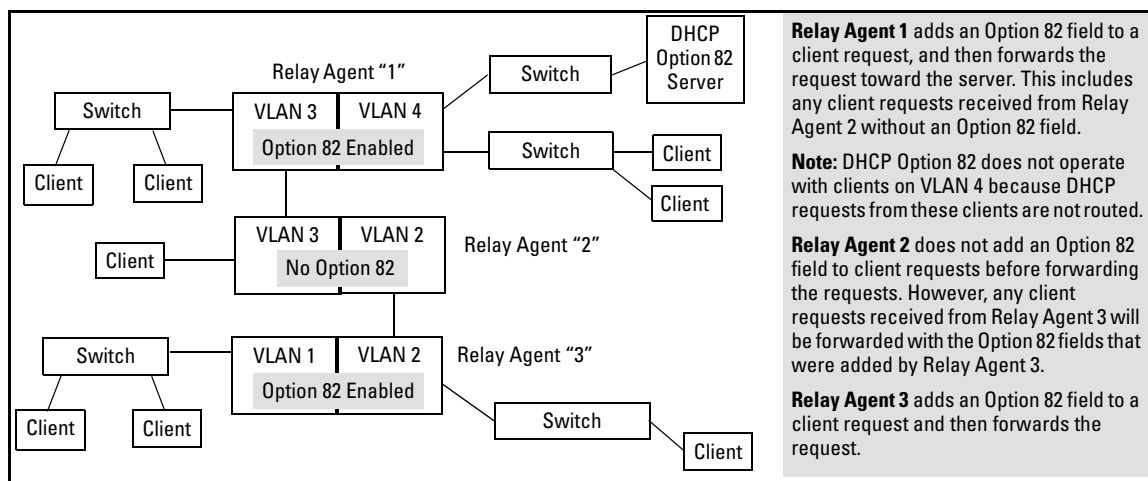 DHCP
Option 82
Server
Switch
Relay Agent “1”
Switch
VLAN 3
VLAN 4
Option 82 Enabled
Client
Client
Switch
Client
Client
VLAN 3
VLAN 2
No Option 82
Relay Agent “2”
Client
Switch
VLAN 1
VLAN 2
Option 82 Enabled
Relay Agent “3”
Client
Client
Switch
Client
Relay Agent 1 adds an Option 82 field to a
client request, and then forwards the
request toward the server. This includes
any client requests received from Relay
Agent 2 without an Option 82 field.
Note: DHCP Option 82 does not operate
with clients on VLAN 4 because DHCP
requests from these clients are not routed.
Relay Agent 2 does not add an Option 82
field to client requests before forwarding
the requests. However, any client
requests received from Relay Agent 3 will
be forwarded with the Option 82 fields that
were added by Relay Agent 3.
Relay Agent 3 adds an Option 82 field to a
client request and then forwards the
request.